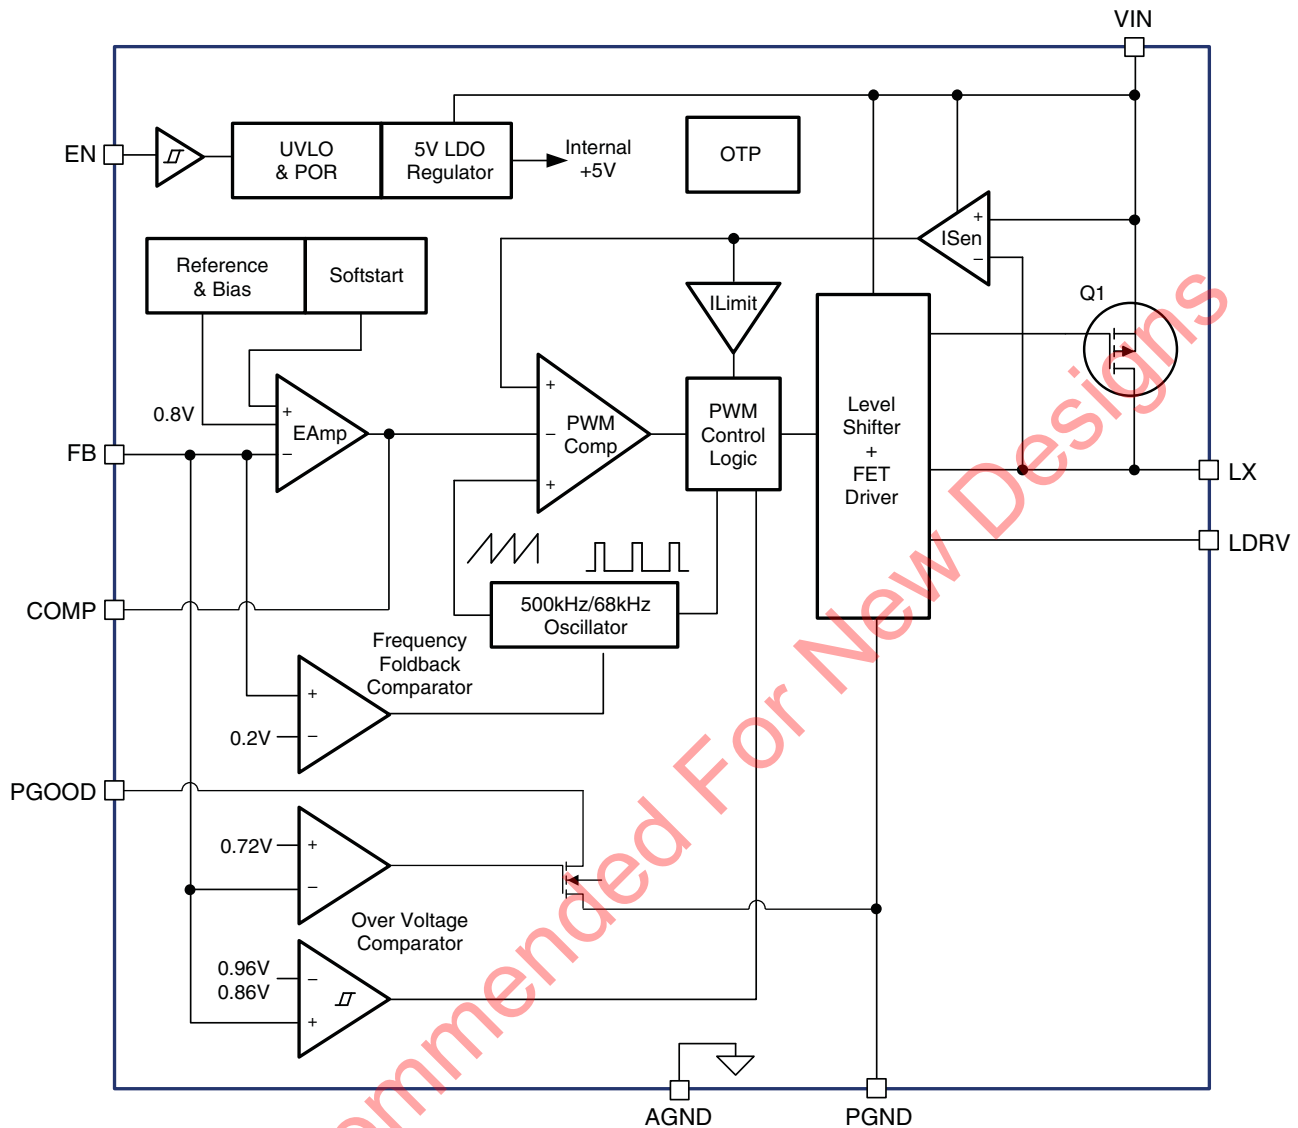 VIN
EN
UVLO
& POR
5V LDO
Regulator
Internal
+5V
OTP
+
ISen
−
Reference
& Bias
Softstart
ILimit
Q1
0.8V
+
EAmp
−
FB
+
PWM
Comp
−
+
PWM
Control
Logic
Level
Shifter
+
FET
Driver
LX
LDRV
COMP
500kHz/68kHz
Oscillator
Frequency
Foldback
Comparator
+
0.2V
−
PGOOD
0.72V
+
−
Over Voltage
Comparator
0.96V
0.86V
−
+
AGND
PGND
ommended For New Designs